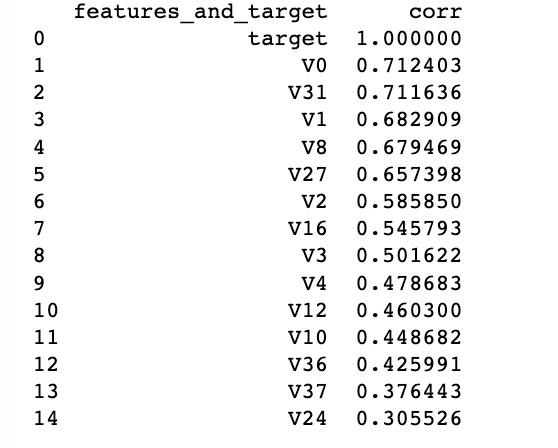 features_and_target corr
0 target 1.000000
1 V0 0.712403
2 V31 0.711636
3 V1 0.682909
4 V8 0.679469
5 V27 0.657398
6 V2 0.585850
7 V16 0.545793
8 V3 0.501622
9 V4 0.478683
10 V12 0.460300
11 V10 0.448682
12 V36 0.425991
13 V37 0.376443
14 V24 0.305526